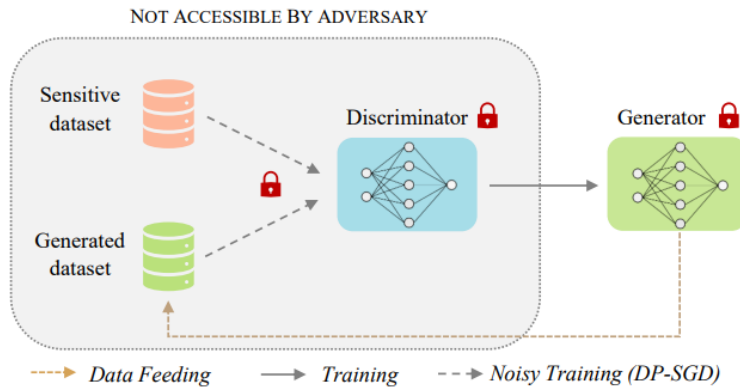 NOT ACCESSIBLE BY ADVERSARY
Sensitive
dataset
Discriminator
Generator
Generated
dataset
Data Feeding
Training
Noisy Training (DP-SGD)